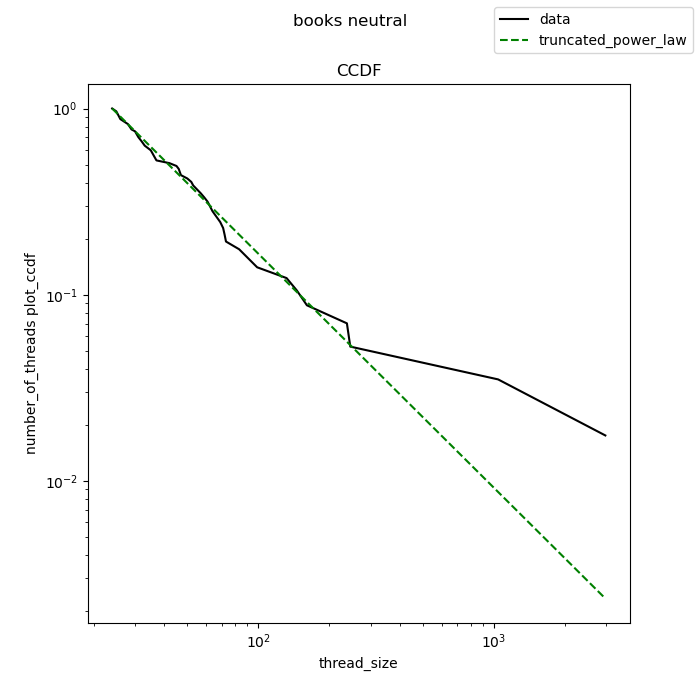 books neutral
data
truncated_power_law
CCDF
number_of_threads plot_ccdf
10⁰
10⁻¹
10⁻²
10² 10³
thread_size